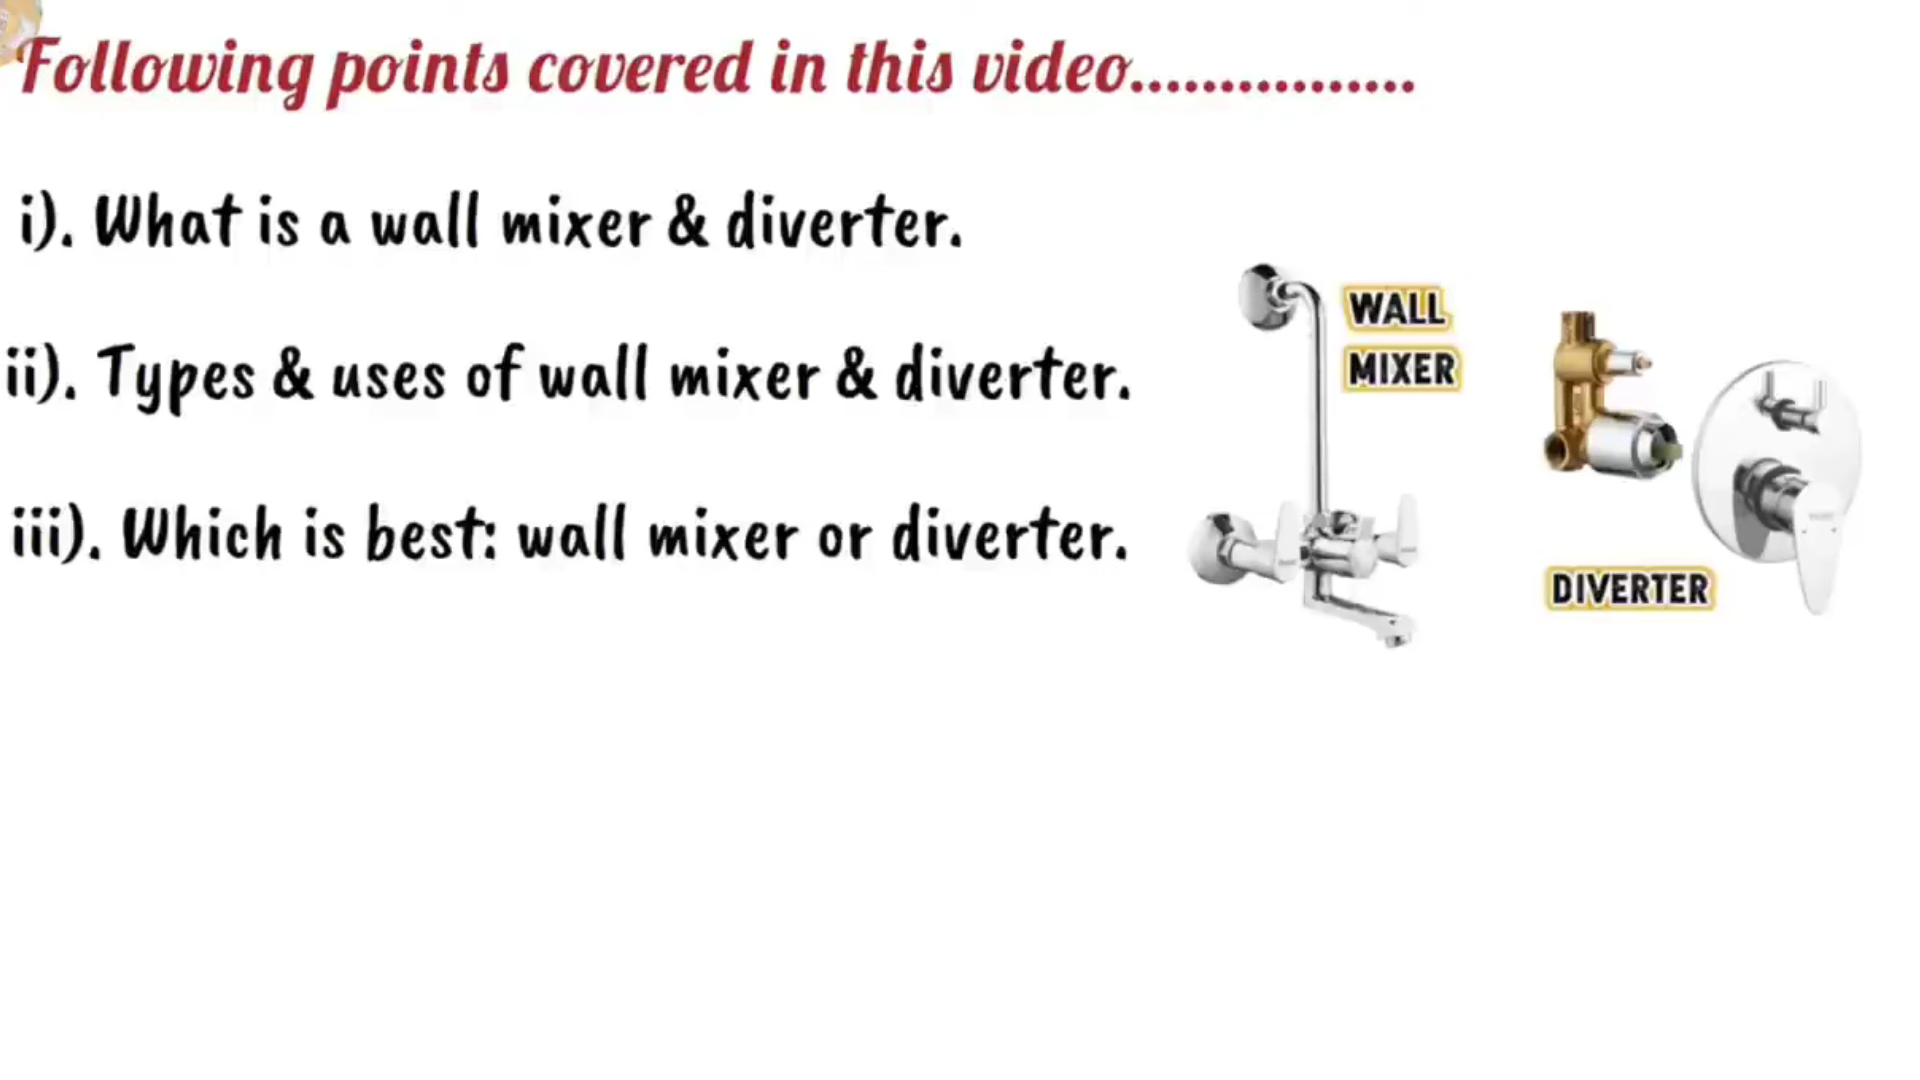 Following points covered in this video................
i). What is a wall mixer & diverter.
ii). Types & uses of wall mixer & diverter.
iii). Which is best: wall mixer or diverter.
WALL
MIXER
DIVERTER